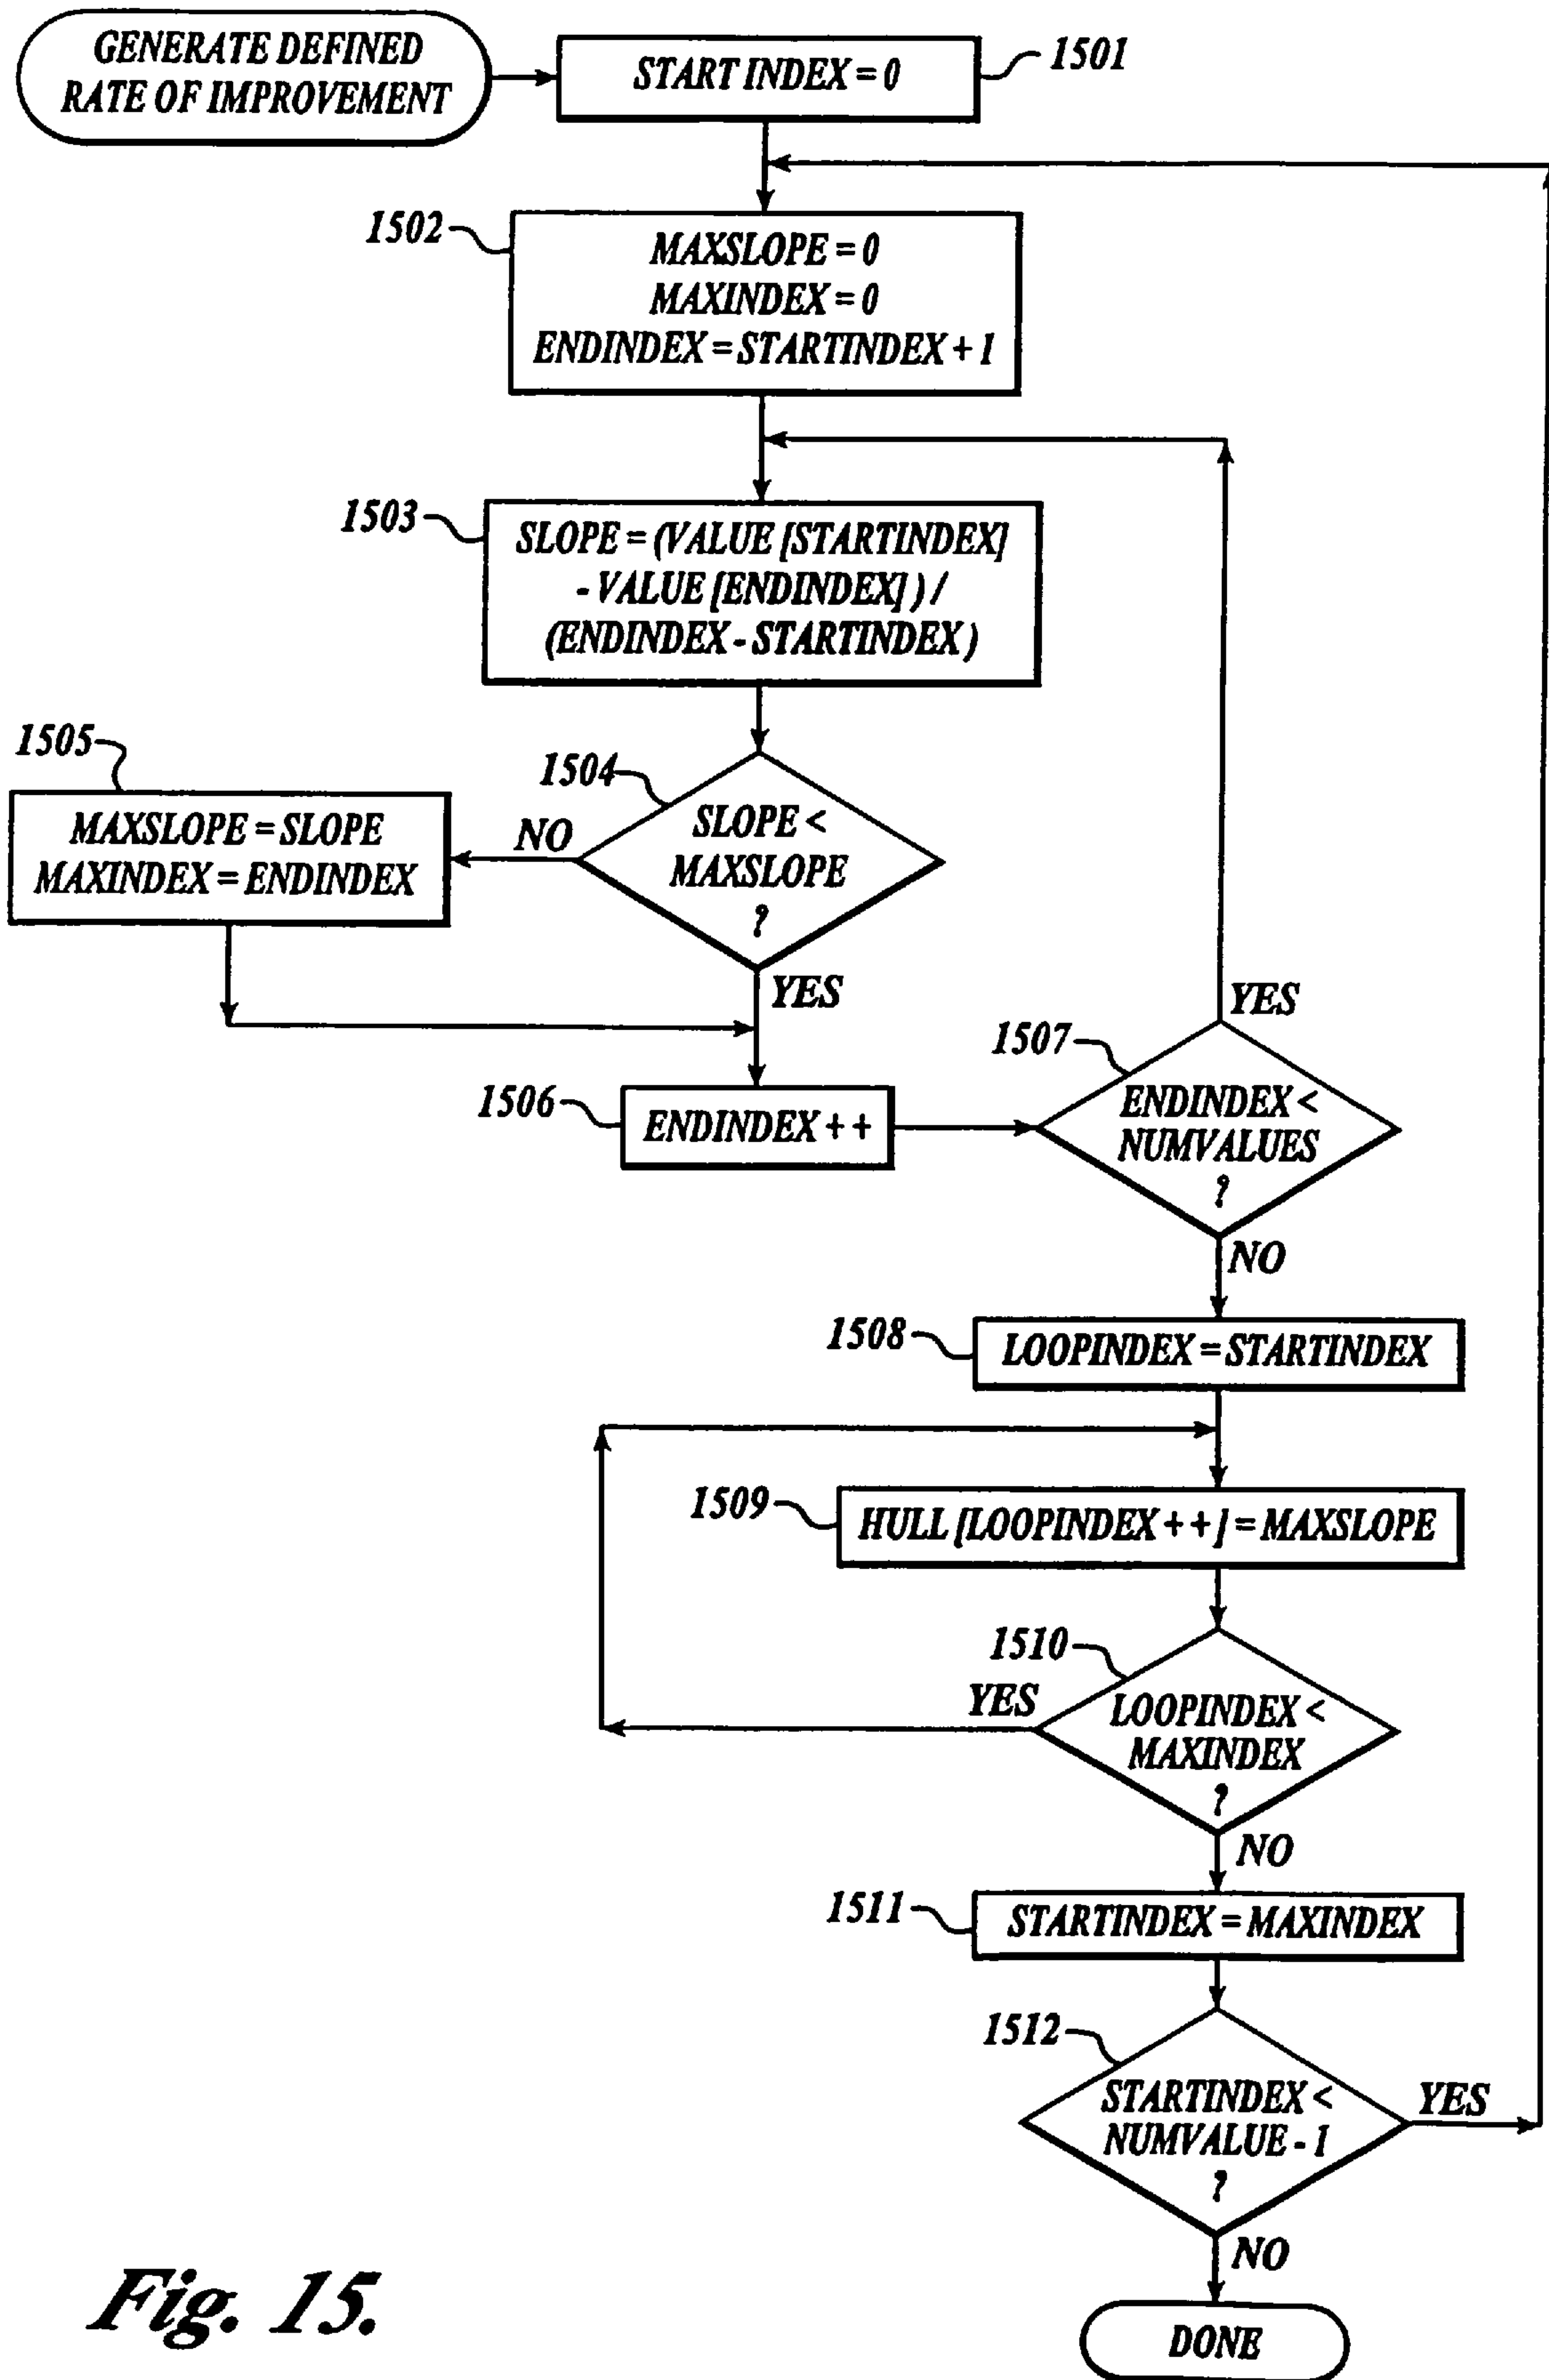 GENERATE DEFINED
RATE OF IMPROVEMENT
START INDEX = 0
1501
1502
MAXSLOPE = 0
MAXINDEX = 0
ENDINDEX = STARTINDEX + 1
1503
SLOPE = (VALUE [STARTINDEX]
- VALUE [ENDINDEX] ) /
(ENDINDEX - STARTINDEX )
1505
MAXSLOPE = SLOPE
MAXINDEX = ENDINDEX
1504
NO
SLOPE <
MAXSLOPE
?
YES
1506
ENDINDEX + +
1507
YES
ENDINDEX <
NUMVALUES
?
NO
1508
LOOPINDEX = STARTINDEX
1509
HULL [LOOPINDEX + + ] = MAXSLOPE
1510
YES
LOOPINDEX <
MAXINDEX
?
NO
1511
STARTINDEX = MAXINDEX
1512
STARTINDEX <
NUMVALUE - 1
?
YES
NO
DONE
Fig. 15.